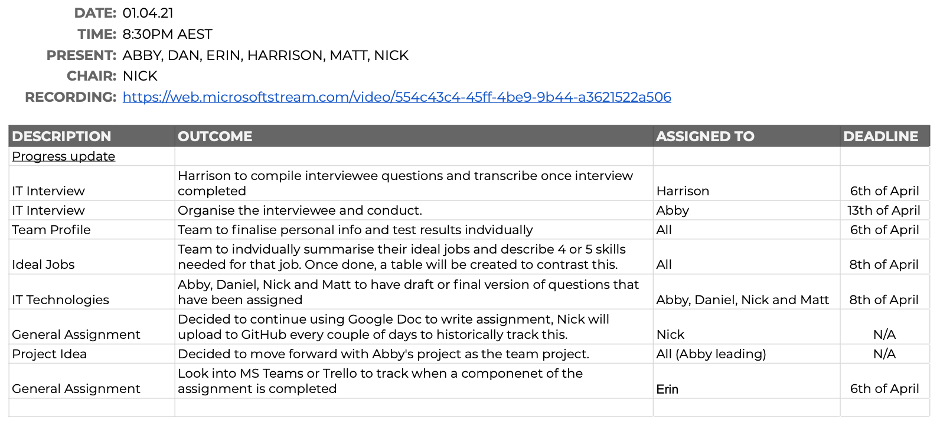 DATE: 01.04.21
TIME: 8:30PM AEST
PRESENT: ABBY, DAN, ERIN, HARRISON, MATT, NICK
CHAIR: NICK
RECORDING: https://web.microsoftstream.com/video/554c43c4-45ff-4be9-9b44-a3621522a506
DESCRIPTION OUTCOME ASSIGNED TO DEADLINE
Progress update
Harrison to compile interviewee questions and transcribe once interview
IT Interview completed Harrison 6th of April
IT Interview Organise the interviewee and conduct. Abby 13th of April
Team Profile Team to finalise personal info and test results indvidually All 6th of April
Team to indvidually summarise their ideal jobs and describe 4 or 5 skills
Ideal Jobs needed for that job. Once done, a table will be created to contrast this. All 8th of April
Abby, Daniel, Nick and Matt to have draft or final version of questions that
IT Technologies have been assigned Abby, Daniel, Nick and Matt 8th of April
Decided to continue using Google Doc to write assignment, Nick will
General Assignment upload to GitHub every couple of days to historically track this. Nick N/A
Project Idea Decided to move forward with Abby's project as the team project. All (Abby leading) N/A
Look into MS Teams or Trello to track when a componenet of the
General Assignment assignment is completed Erin 6th of April